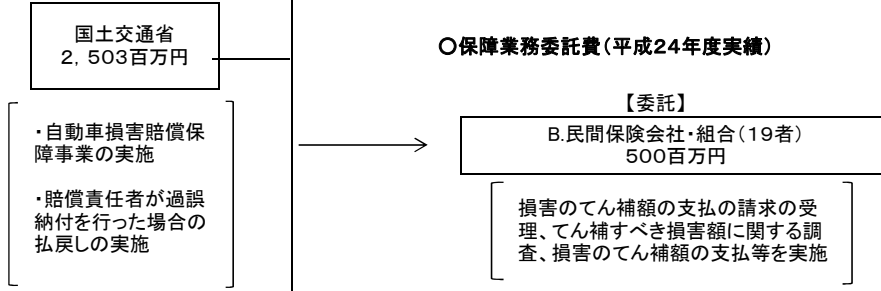 国土交通省
2,503百万円
・自動車損害賠償保
障事業の実施
・賠償責任者が過誤
納付を行った場合の
払戻しの実施
○保障業務委託費(平成24年度実績)
【委託】
B.民間保険会社・組合(19者)
500百万円
損害のてん補額の支払の請求の受
理、てん補すべき損害額に関する調
査、損害のてん補額の支払等を実施